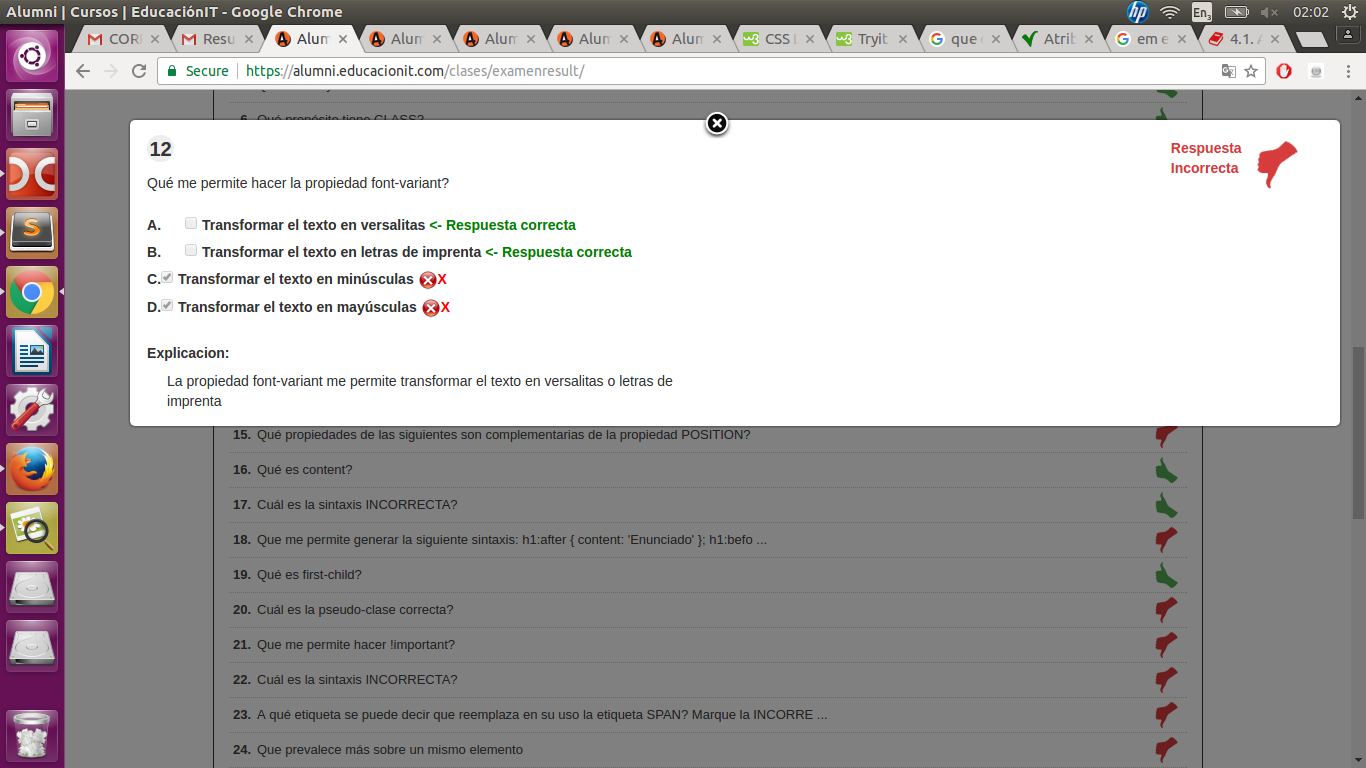 Alumni | Cursos | EducaciónIT - Google Chrome
En3
02:02
COR
Resu
Alum
Alum
Alum
Alum
Alum
CSS
Tryit
que
Atrib
em e
4.1.
Secure
https://alumni.educacionit.com/clases/examenresult/
6. Qué propósito tiene CLASS?
12
Respuesta
Incorrecta
Qué me permite hacer la propiedad font-variant?
A. Transformar el texto en versalitas <- Respuesta correcta
B. Transformar el texto en letras de imprenta <- Respuesta correcta
C. Transformar el texto en minúsculas X
D. Transformar el texto en mayúsculas X
Explicacion:
La propiedad font-variant me permite transformar el texto en versalitas o letras de
imprenta
15. Qué propiedades de las siguientes son complementarias de la propiedad POSITION?
16. Qué es content?
17. Cuál es la sintaxis INCORRECTA?
18. Que me permite generar la siguiente sintaxis: h1:after { content: 'Enunciado' }; h1:befo ...
19. Qué es first-child?
20. Cuál es la pseudo-clase correcta?
21. Que me permite hacer !important?
22. Cuál es la sintaxis INCORRECTA?
23. A qué etiqueta se puede decir que reemplaza en su uso la etiqueta SPAN? Marque la INCORRE ...
24. Que prevalece más sobre un mismo elemento